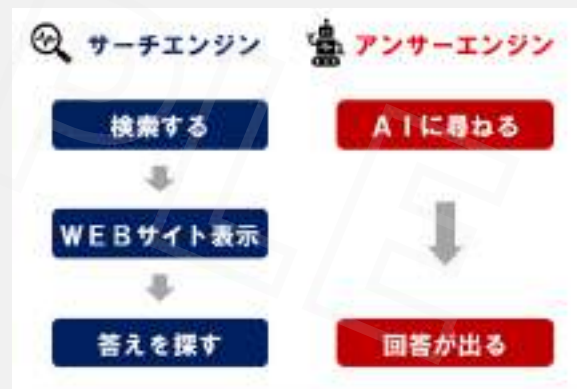 サーチエンジン
検索する
WEBサイト表示
答えを探す
アンサーエンジン
AIに尋ねる
回答が出る